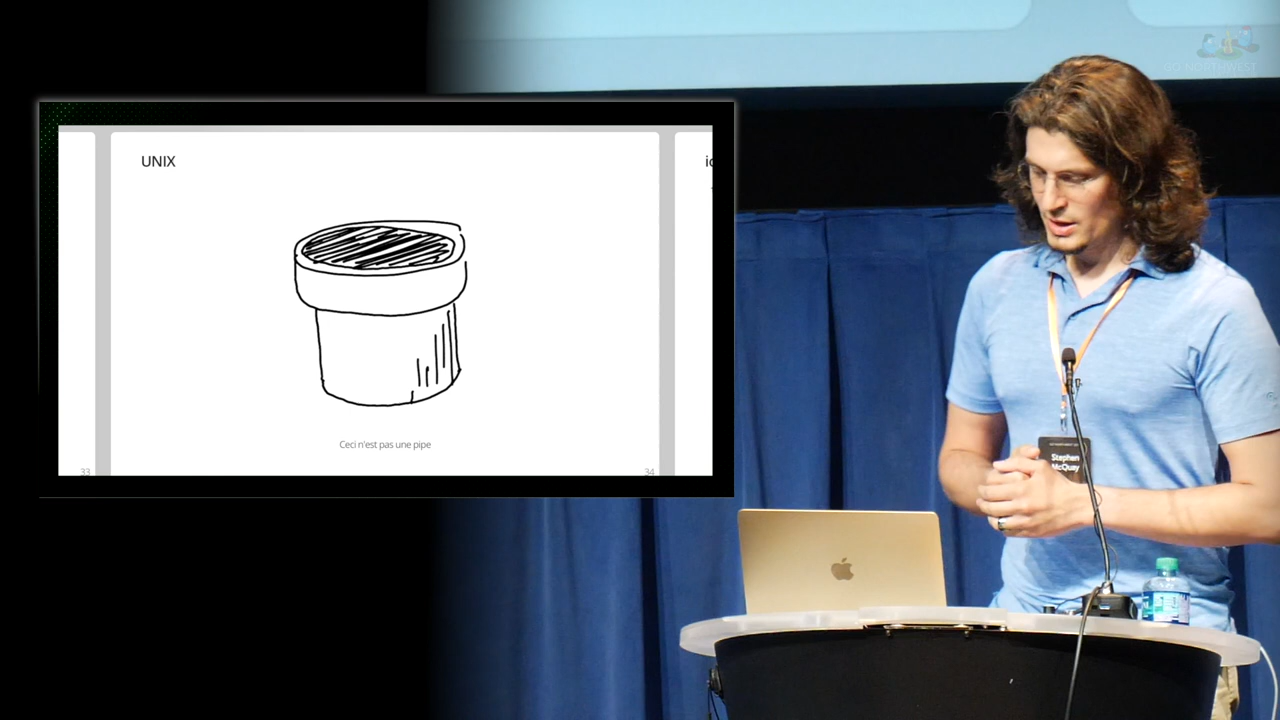 GO NORTHWEST
UNIX
Ceci n'est pas une pipe
33
34
Stephen
McQuay